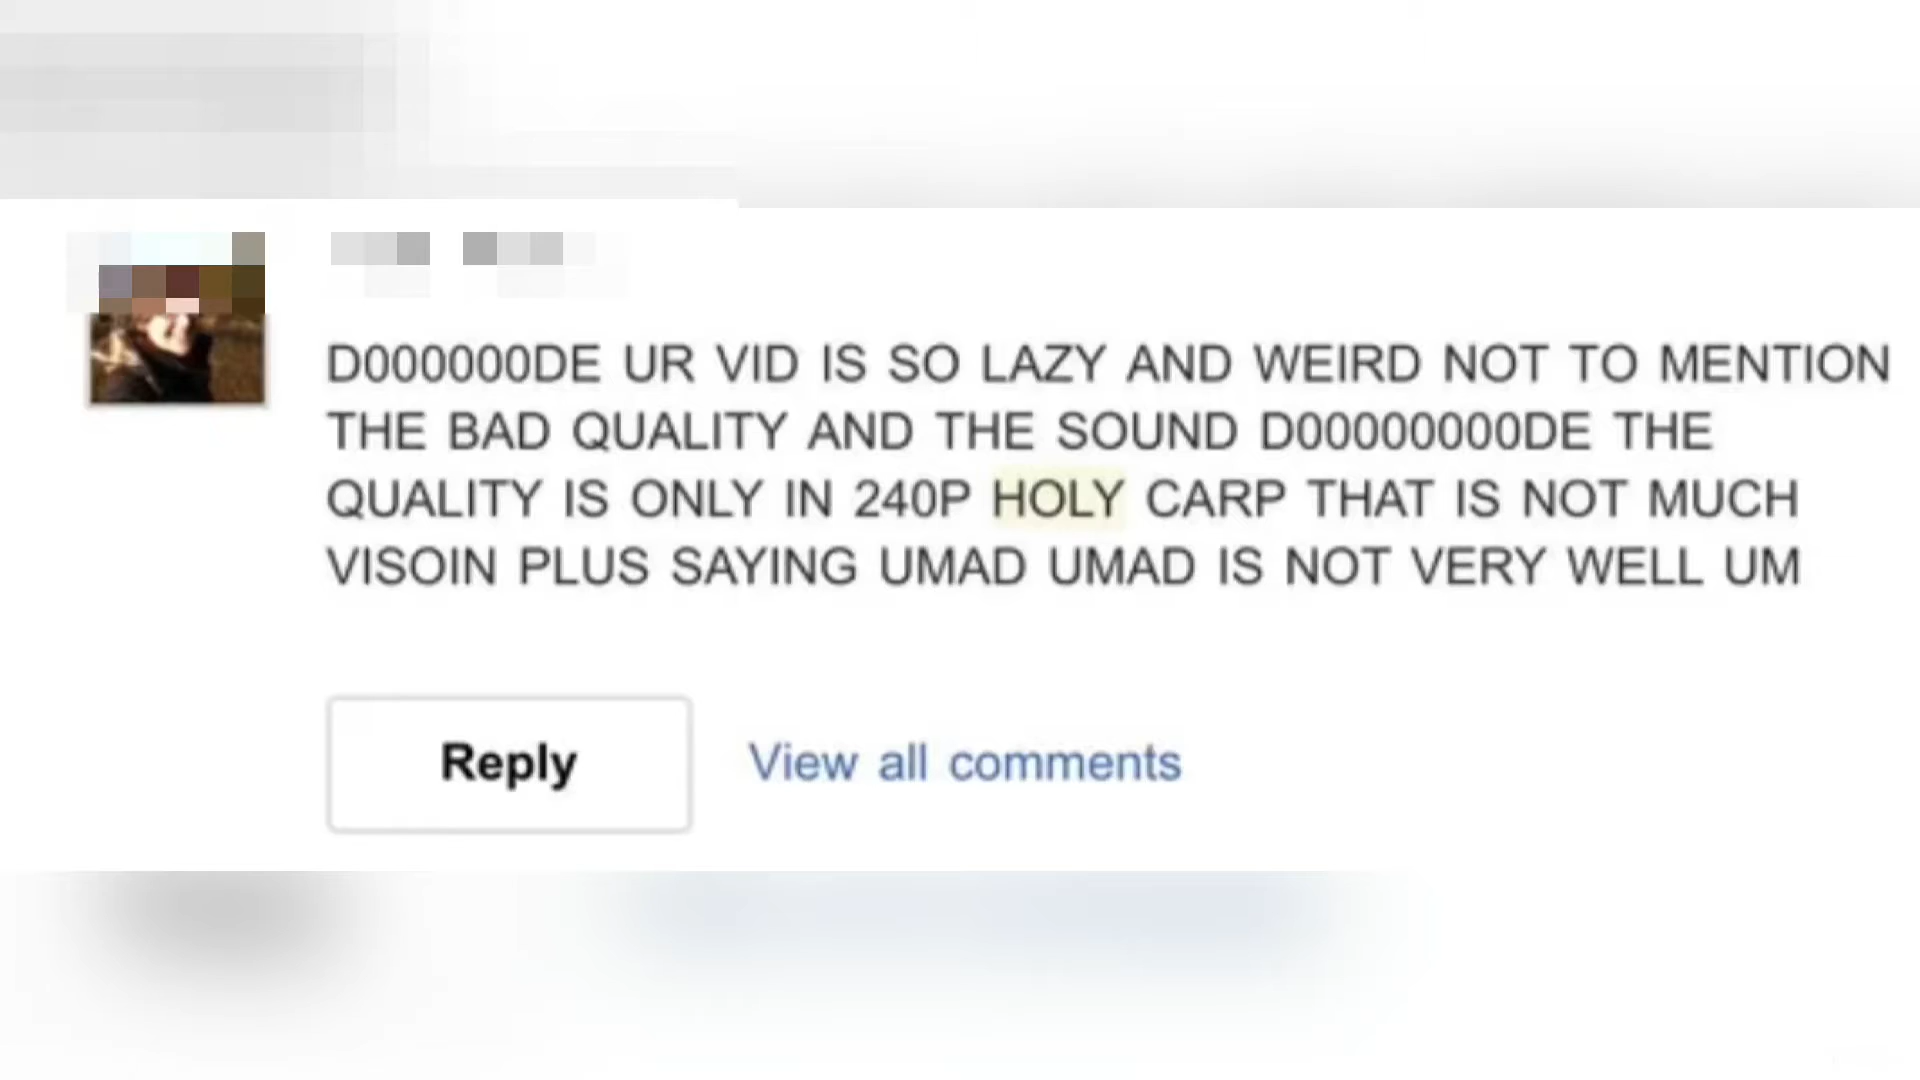 D000000DE UR VID IS SO LAZY AND WEIRD NOT TO MENTION
THE BAD QUALITY AND THE SOUND D00000000DE THE
QUALITY IS ONLY IN 240P HOLY CARP THAT IS NOT MUCH
VISOIN PLUS SAYING UMAD UMAD IS NOT VERY WELL UM
Reply View all comments